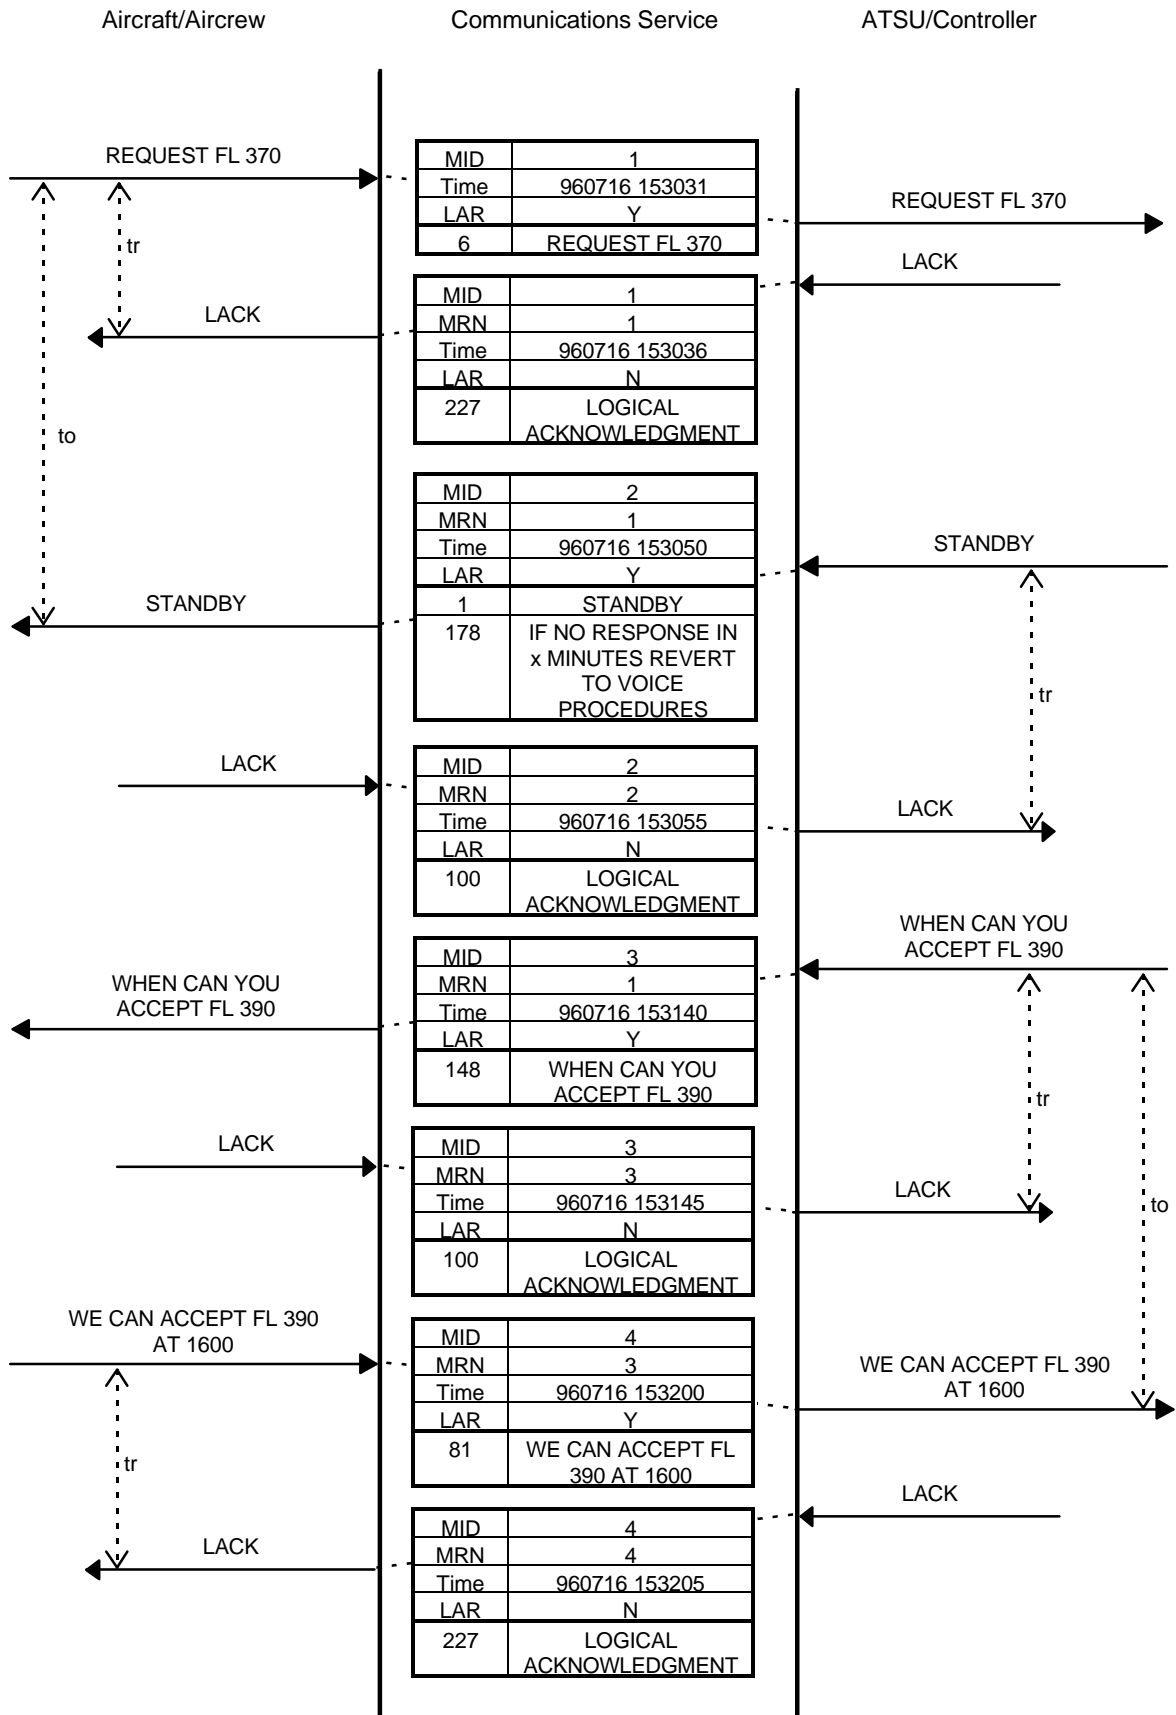 Aircraft/Aircrew Communications Service ATSU/Controller
REQUEST FL 370
MID 1
Time 960716 153031
LAR Y
6 REQUEST FL 370
REQUEST FL 370
tr
LACK
LACK
MID 1
MRN 1
Time 960716 153036
LAR N
227 LOGICAL
ACKNOWLEDGMENT
to
MID 2
MRN 1
Time 960716 153050
LAR Y
1 STANDBY
178 IF NO RESPONSE IN
x MINUTES REVERT
TO VOICE
PROCEDURES
STANDBY
STANDBY
tr
LACK
MID 2
MRN 2
Time 960716 153055
LAR N
100 LOGICAL
ACKNOWLEDGMENT
LACK
WHEN CAN YOU
ACCEPT FL 390
WHEN CAN YOU
ACCEPT FL 390
MID 3
MRN 1
Time 960716 153140
LAR Y
148 WHEN CAN YOU
ACCEPT FL 390
tr
LACK
MID 3
MRN 3
Time 960716 153145
LAR N
100 LOGICAL
ACKNOWLEDGMENT
LACK
to
WE CAN ACCEPT FL 390
AT 1600
MID 4
MRN 3
Time 960716 153200
LAR Y
81 WE CAN ACCEPT FL
390 AT 1600
WE CAN ACCEPT FL 390
AT 1600
tr
LACK
LACK
MID 4
MRN 4
Time 960716 153205
LAR N
227 LOGICAL
ACKNOWLEDGMENT